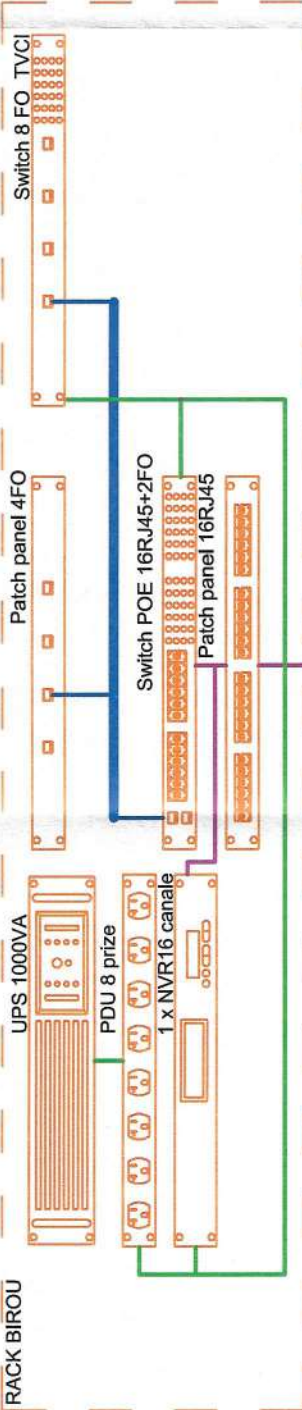 RACK BIROU
UPS 1000VA
PDU 8 prize
1 x NVR16 canale
Patch panel 4FO
Switch POE 16RJ45+2FO
Patch panel 16RJ45
Switch 8 FO TVCI